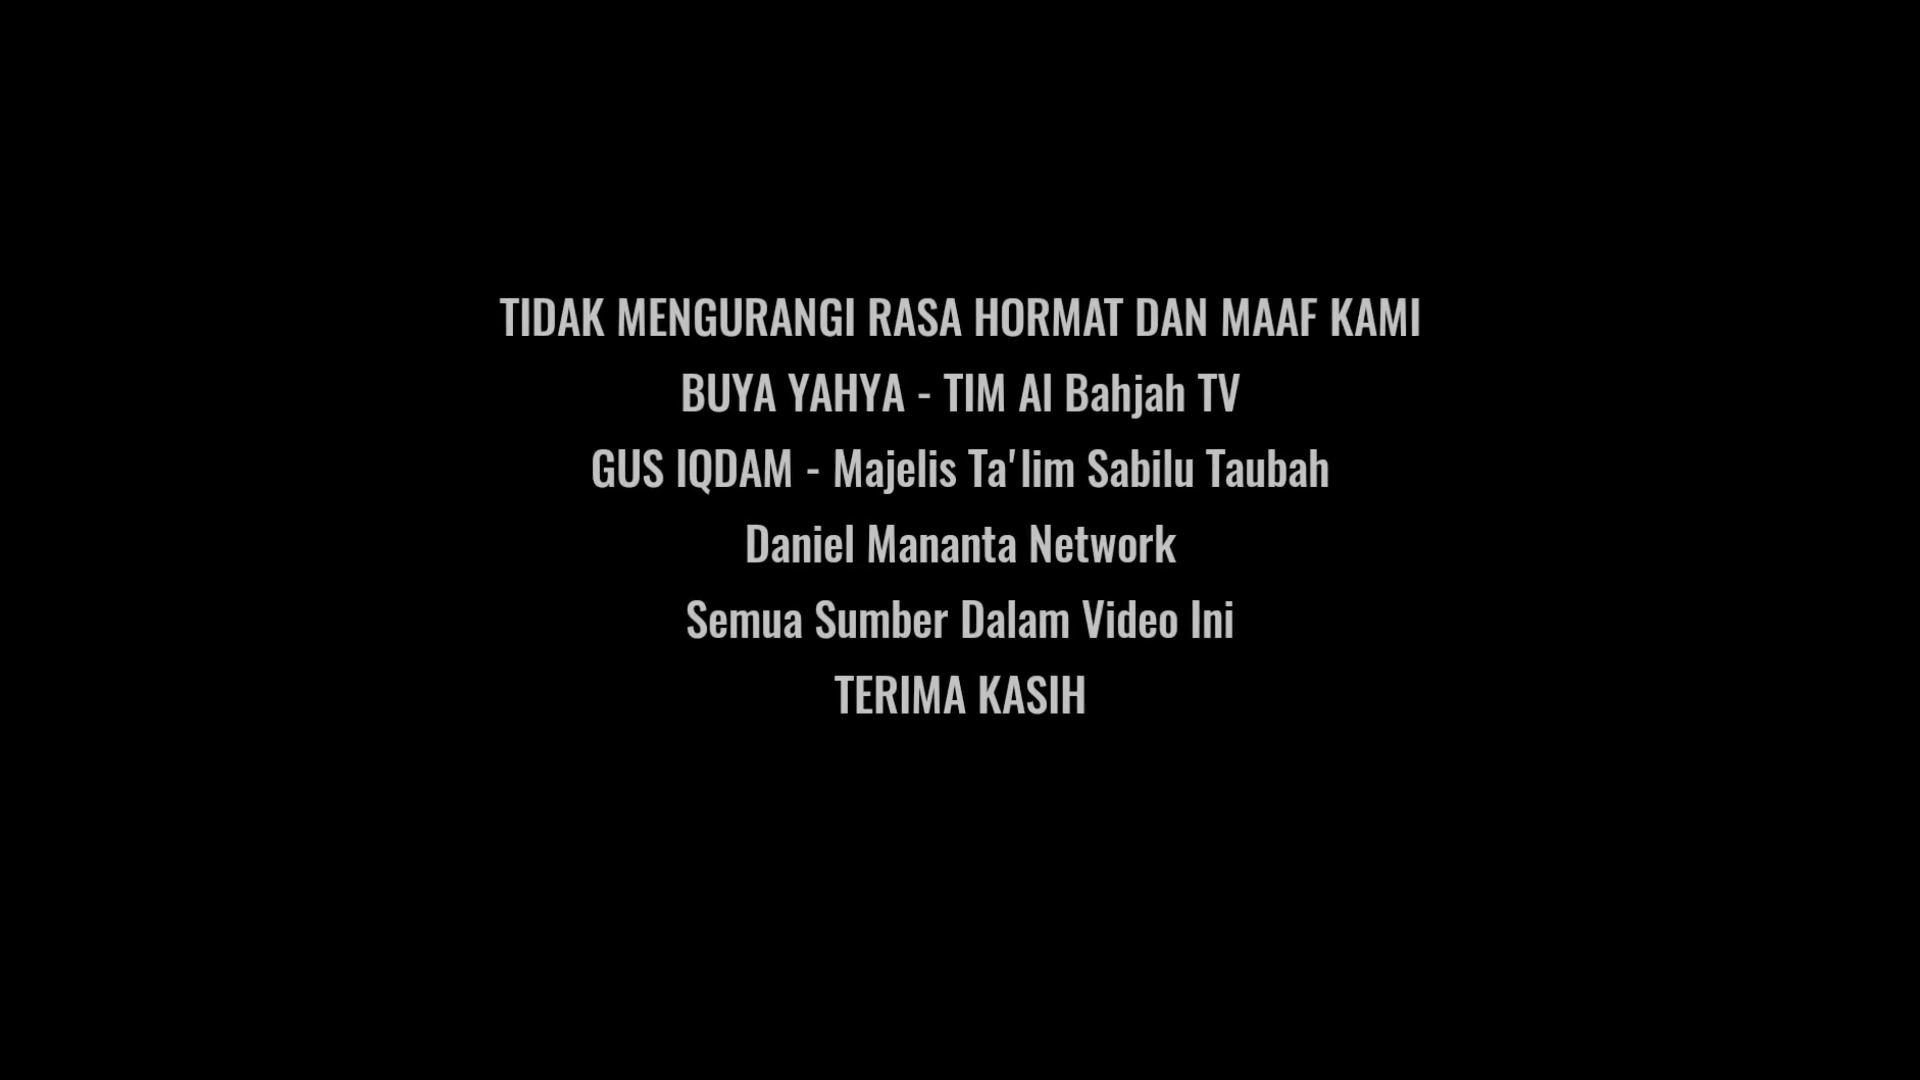 TIDAK MENGURANGI RASA HORMAT DAN MAAF KAMI
BUYA YAHYA - TIM Al Bahjah TV
GUS IQDAM - Majelis Ta'lim Sabilu Taubah
Daniel Mananta Network
Semua Sumber Dalam Video Ini
TERIMA KASIH